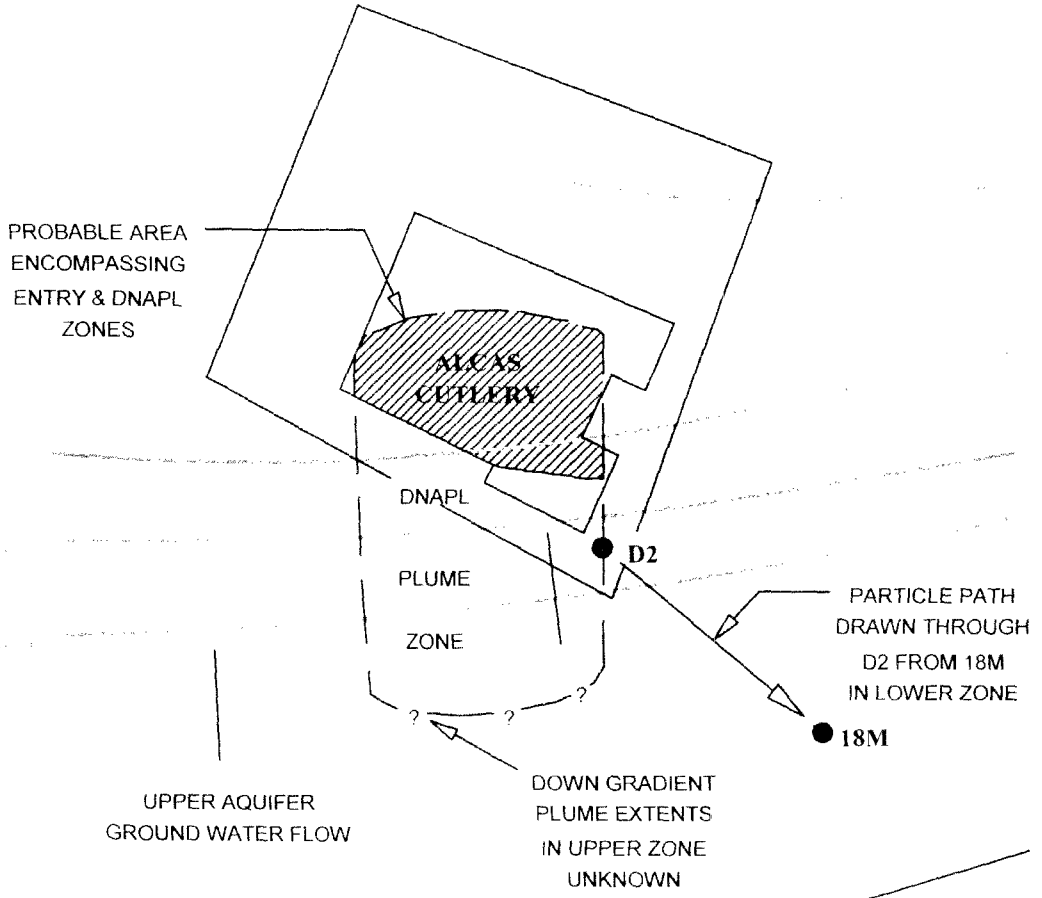 PROBABLE AREA
ENCOMPASSING
ENTRY & DNAPL
ZONES
ALCAS
CUTLERY
DNAPL
PLUME
ZONE
D2
PARTICLE PATH
DRAWN THROUGH
D2 FROM 18M
IN LOWER ZONE
18M
? ? ?
UPPER AQUIFER
GROUND WATER FLOW
DOWN GRADIENT
PLUME EXTENTS
IN UPPER ZONE
UNKNOWN